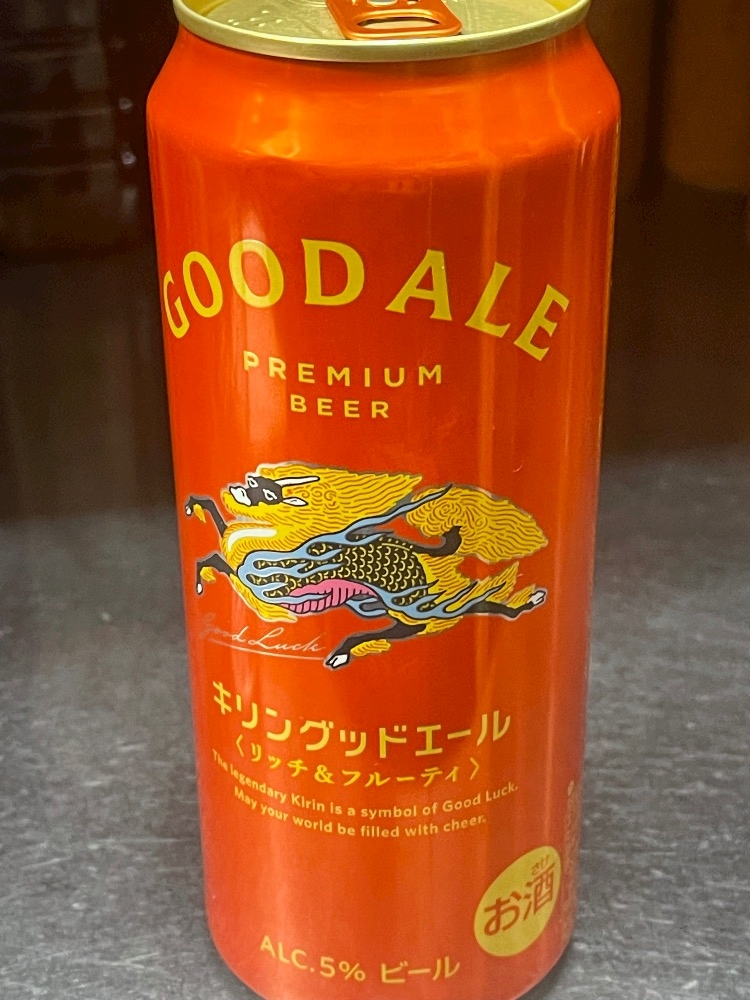 GOOD ALE
PREMIUM
BEER
Good Luck
キリングッドエール
〈リッチ&フルーティ〉
The legendary Kirin is a symbol of Good Luck.
May your world be filled with cheer.
さけ
お酒
ALC.5% ビール